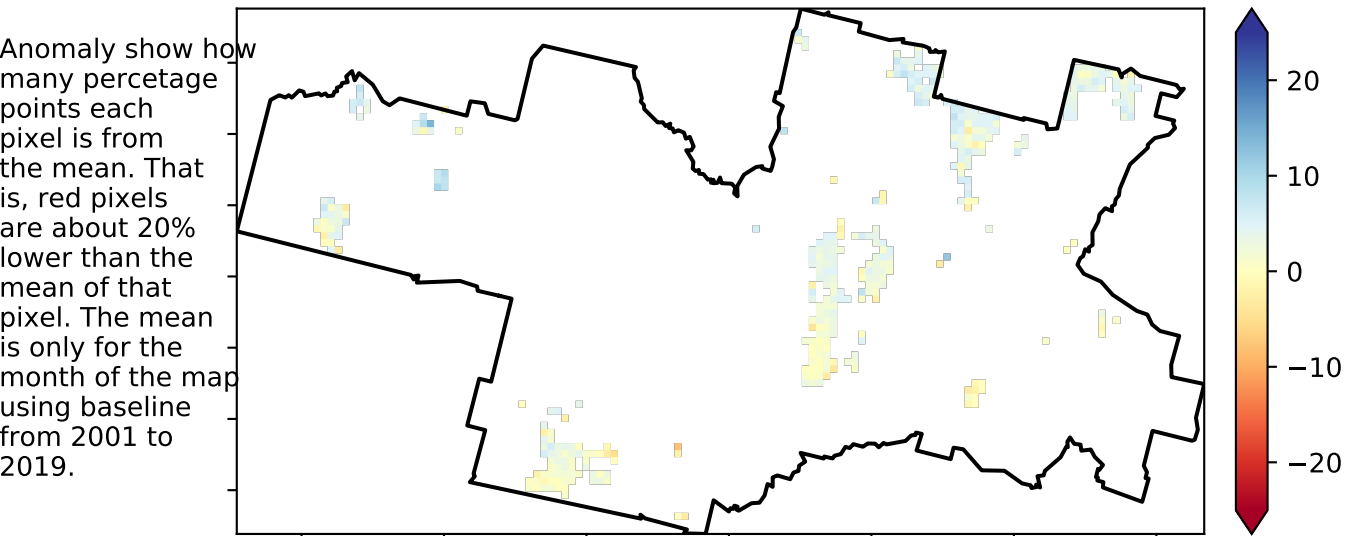 Anomaly show how
many percetage
points each
pixel is from
the mean. That
is, red pixels
are about 20%
lower than the
mean of that
pixel. The mean
is only for the
month of the map
using baseline
from 2001 to
2019.
20
10
0
−10
−20